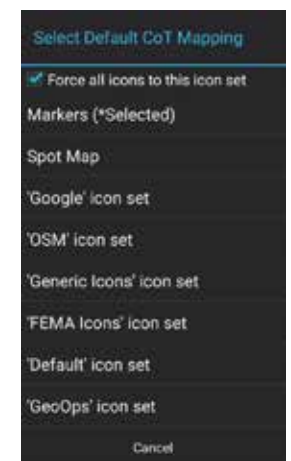 Select Default CoT Mapping
Force all icons to this icon set
Markers (*Selected)
Spot Map
'Google' icon set
'OSM' icon set
'Generic Icons' icon set
'FEMA Icons' icon set
'Default' icon set
'GeoOps' icon set
Cancel